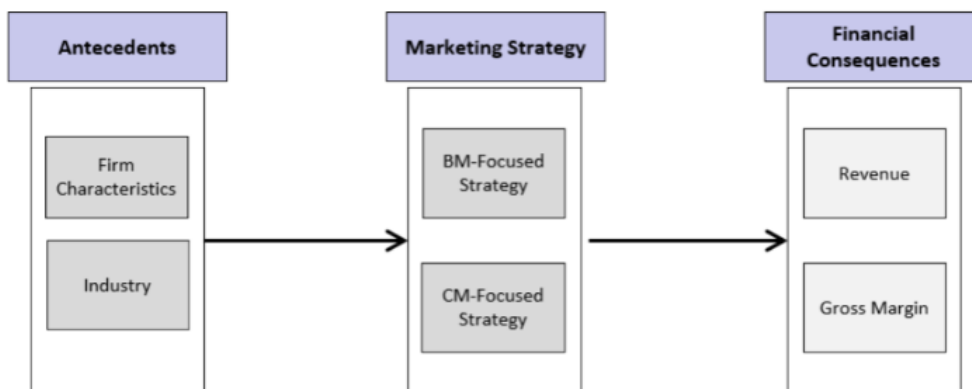 Antecedents
Marketing Strategy
Financial
Consequences
Firm
Characteristics
Industry
BM-Focused
Strategy
CM-Focused
Strategy
Revenue
Gross Margin